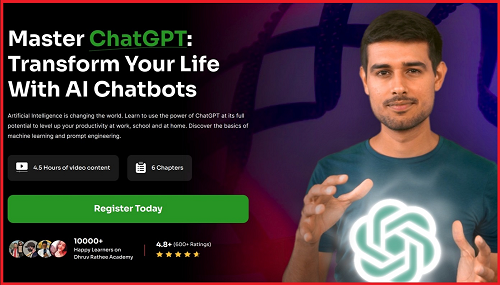 Master ChatGPT:
Transform Your Life
With AI Chatbots
Artificial Intelligence is changing the world. Learn to use the power of ChatGPT at its full
potential to level up your productivity at work, school and at home. Discover the basics of
machine learning and prompt engineering.
4.5 Hours of video content
6 Chapters
Register Today
10000+
Happy Learners on
Dhruv Rathee Academy
4.8+ (600+ Ratings)